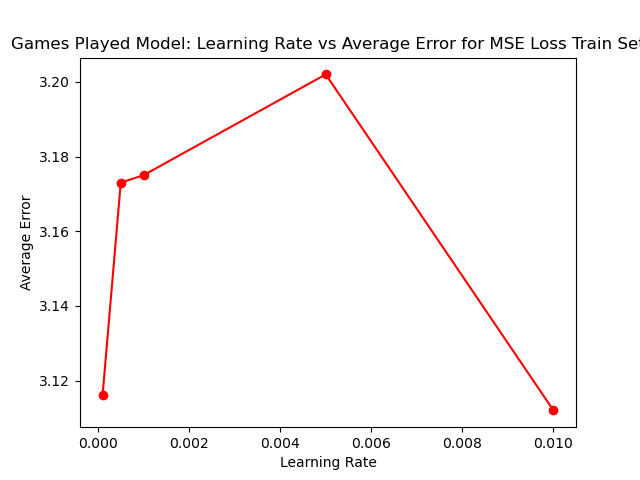 Games Played Model: Learning Rate vs Average Error for MSE Loss Train Set
3.20
3.18
3.16
3.14
3.12
Average Error
0.000 0.002 0.004 0.006 0.008 0.010
Learning Rate